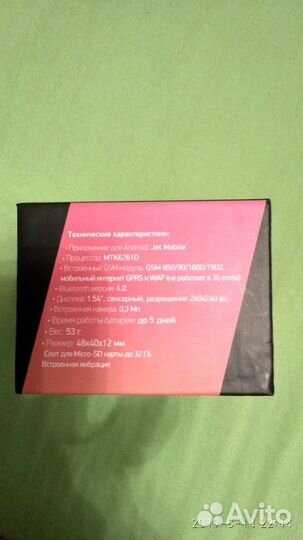 Технические характеристики:
• Приложение для Android: Jet Mobile
• Процессор: MTK6261D
• Встроенный GSM модуль: GSM 850/90/1800/1900,
мобильный интернет GPRS и WAP (не работает в 3G сетях)
• Bluetooth версия: 4.0
• Дисплей: 1.54", сенсорный, разрешение 240x240 px
• Встроенная камера: 0,3 Мп
• Время работы батареи: до 5 дней
• Вес: 53 г
• Размер: 48x40x12 мм
Слот для Micro-SD карты до 32 Гб
Встроенная вибрация
Avito